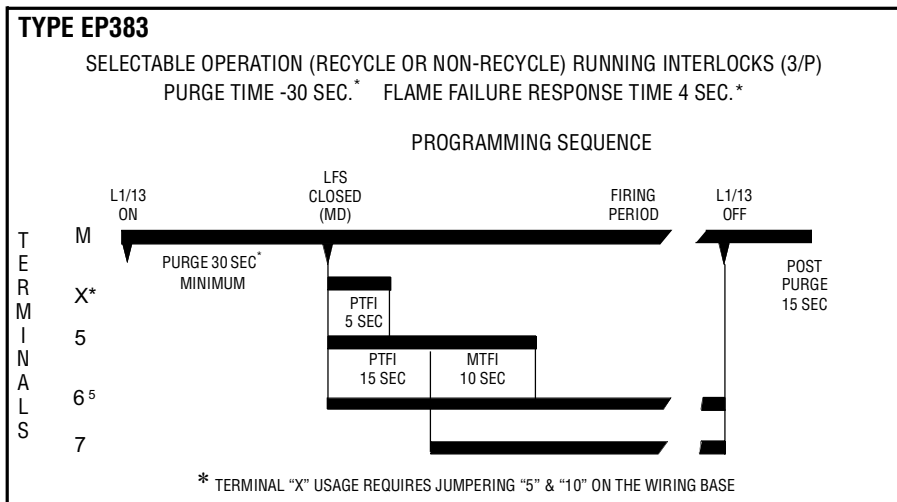 TYPE EP383
SELECTABLE OPERATION (RECYCLE OR NON-RECYCLE) RUNNING INTERLOCKS (3/P)
PURGE TIME -30 SEC.* FLAME FAILURE RESPONSE TIME 4 SEC.*
PROGRAMMING SEQUENCE
L1/13
ON
LFS
CLOSED
(MD)
FIRING
PERIOD
L1/13
OFF
TERMINALS
M
PURGE 30 SEC*
MINIMUM
POST
PURGE
15 SEC
X*
PTFI
5 SEC
5
PTFI
15 SEC
MTFI
10 SEC
6 5
7
* TERMINAL “X” USAGE REQUIRES JUMPERING “5” & “10” ON THE WIRING BASE